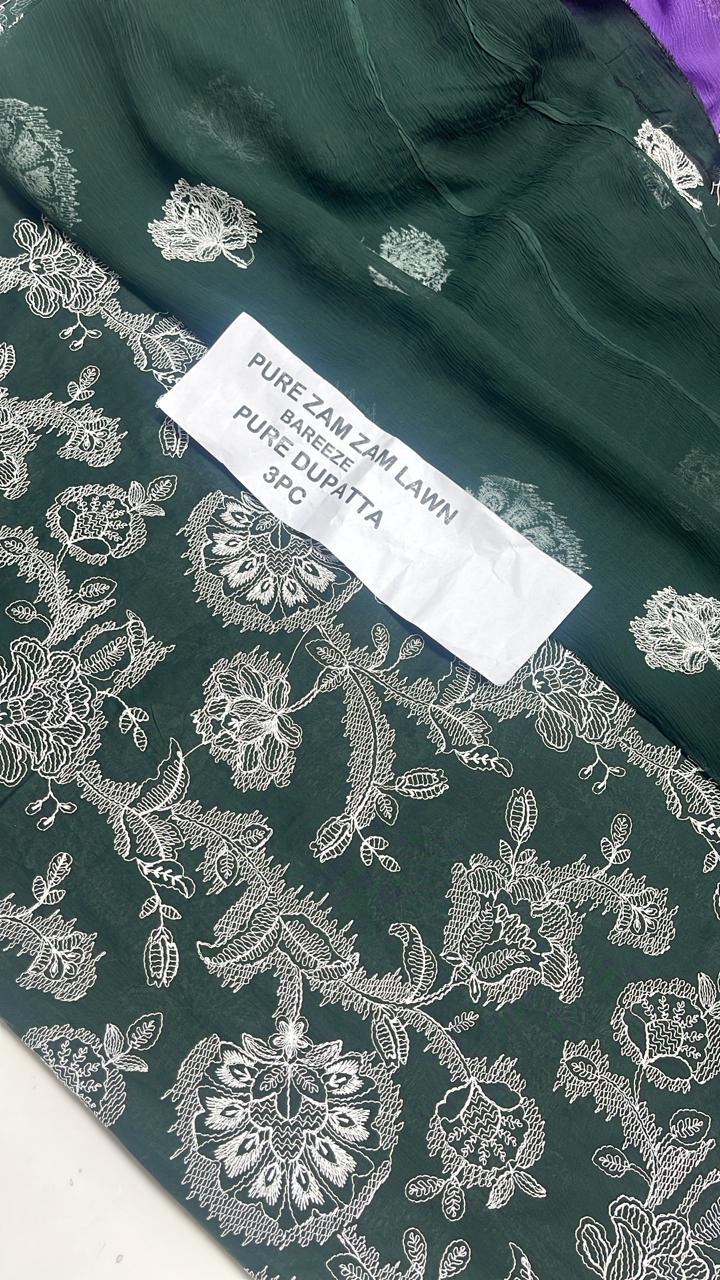 PURE ZAM ZAM LAWN
BAREEZE
PURE DUPATTA
3PC